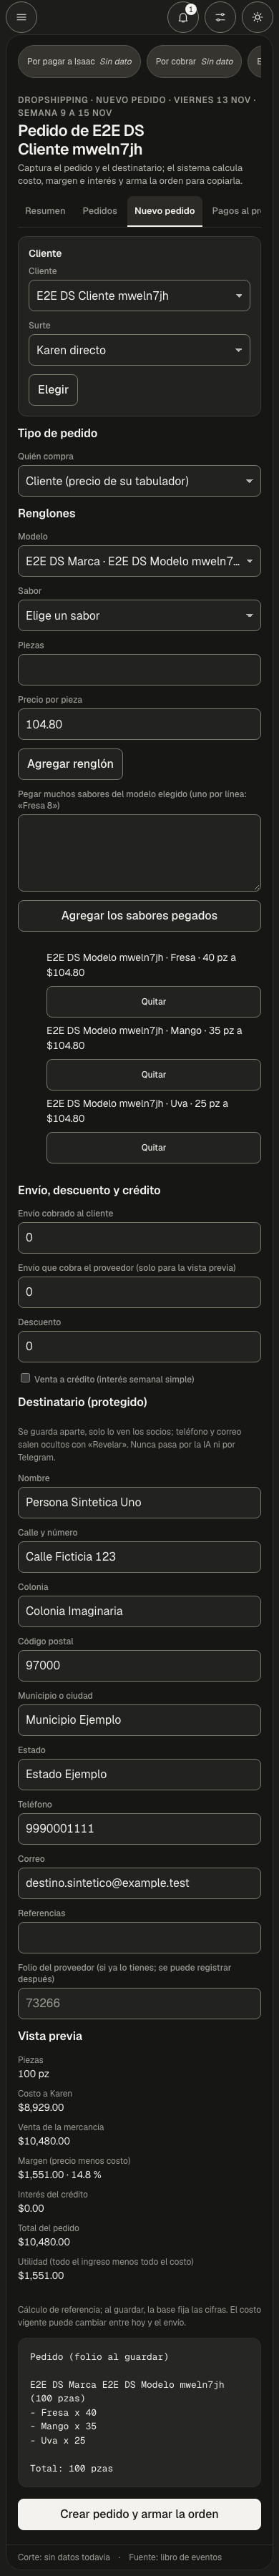 1
Por pagar a Isaac Sin dato
Por cobrar Sin dato
DROPSHIPPING · NUEVO PEDIDO · VIERNES 13 NOV ·
SEMANA 9 A 15 NOV
Pedido de E2E DS
Cliente mweln7jh
Captura el pedido y el destinatario; el sistema calcula
costo, margen e interés y arma la orden para copiarla.
Resumen
Pedidos
Nuevo pedido
Pagos al pr
Cliente
Cliente
E2E DS Cliente mweln7jh
Surte
Karen directo
Elegir
Tipo de pedido
Quién compra
Cliente (precio de su tabulador)
Renglones
Modelo
E2E DS Marca · E2E DS Modelo mweln7...
Sabor
Elige un sabor
Piezas
Precio por pieza
104.80
Agregar renglón
Pegar muchos sabores del modelo elegido (uno por línea:
«Fresa 8»)
Agregar los sabores pegados
E2E DS Modelo mweln7jh · Fresa · 40 pz a
$104.80
Quitar
E2E DS Modelo mweln7jh · Mango · 35 pz a
$104.80
Quitar
E2E DS Modelo mweln7jh · Uva · 25 pz a
$104.80
Quitar
Envío, descuento y crédito
Envío cobrado al cliente
0
Envío que cobra el proveedor (solo para la vista previa)
0
Descuento
0
Venta a crédito (interés semanal simple)
Destinatario (protegido)
Se guarda aparte, solo lo ven los socios; teléfono y correo
salen ocultos con «Revelar». Nunca pasa por la IA ni por
Telegram.
Nombre
Persona Sintetica Uno
Calle y número
Calle Ficticia 123
Colonia
Colonia Imaginaria
Código postal
97000
Municipio o ciudad
Municipio Ejemplo
Estado
Estado Ejemplo
Teléfono
9990001111
Correo
destino.sintetico@example.test
Referencias
Folio del proveedor (si ya lo tienes; se puede registrar
después)
73266
Vista previa
Piezas
100 pz
Costo a Karen
$8,929.00
Venta de la mercancía
$10,480.00
Margen (precio menos costo)
$1,551.00 · 14.8 %
Interés del crédito
$0.00
Total del pedido
$10,480.00
Utilidad (todo el ingreso menos todo el costo)
$1,551.00
Cálculo de referencia; al guardar, la base fija las cifras. El costo
vigente puede cambiar entre hoy y el envío.
Pedido (folio al guardar)
E2E DS Marca E2E DS Modelo mweln7jh
(100 pzas)
- Fresa x 40
- Mango x 35
- Uva x 25
Total: 100 pzas
Crear pedido y armar la orden
Corte: sin datos todavía · Fuente: libro de eventos